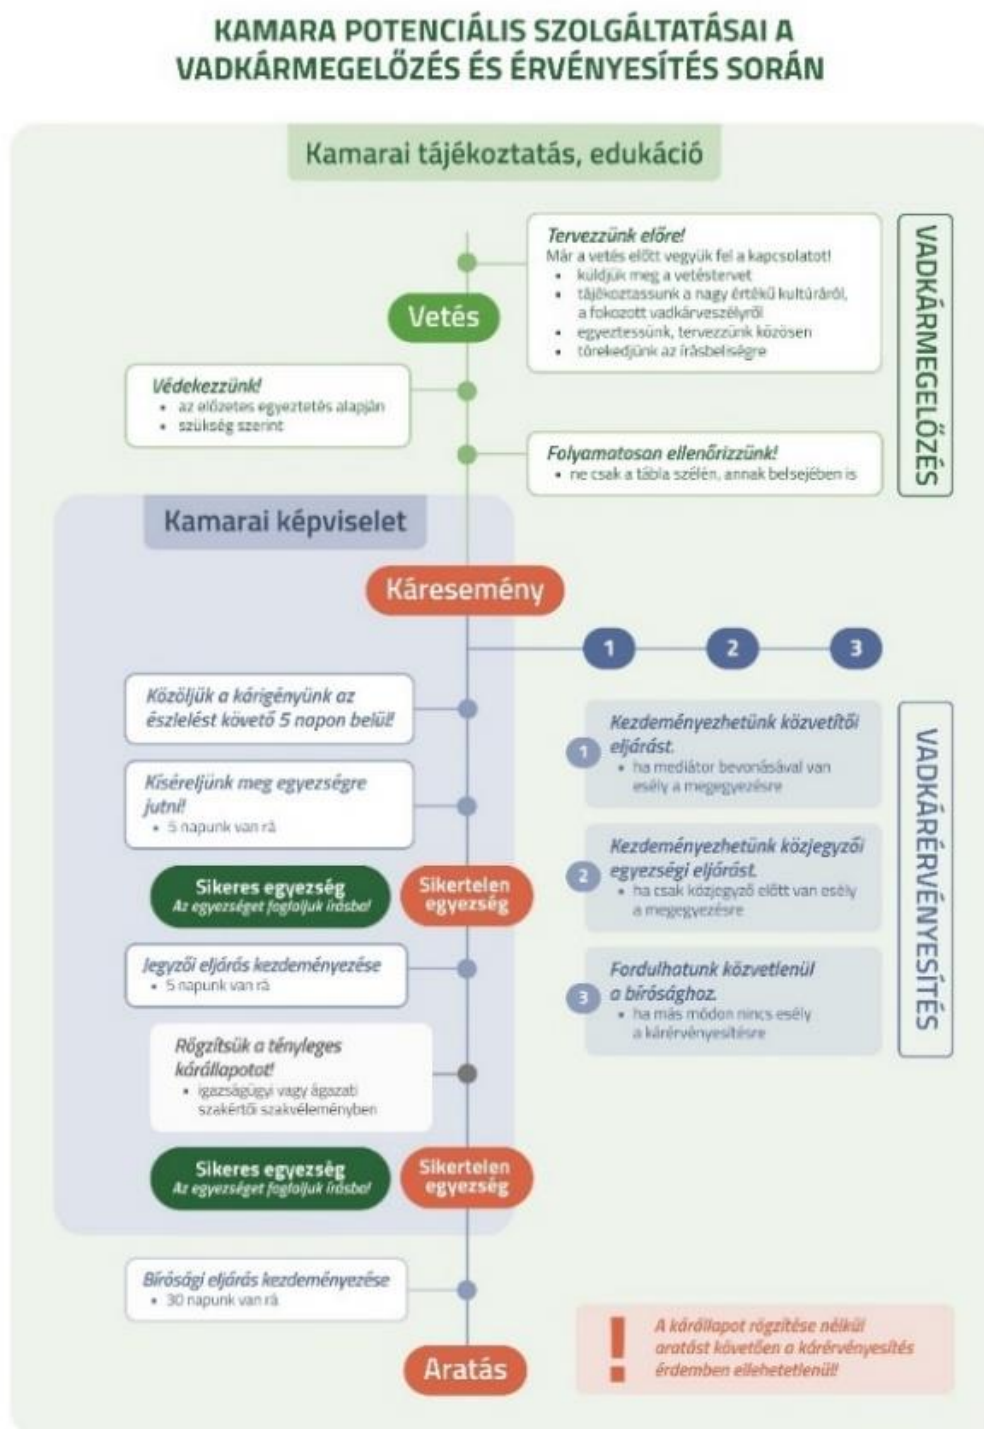 KAMARA POTENCIÁLIS SZOLGÁLTATÁSAI A
VADKÁRMEGELŐZÉS ÉS ÉRVÉNYESÍTÉS SORÁN
Kamarai tájékoztatás, edukáció
Tervezzünk előre!
Már a vetés előtt vegyük fel a kapcsolatot!
• küldjük meg a vetéstervet
• tájékoztassunk a nagy értékű kultúráról,
a fokozott vadkárveszélyről
• egyeztessünk, tervezzünk közösen
• törekedjünk az írásbeliségre
VADKÁRMEGELŐZÉS
Vetés
Védekezzünk!
• az előzetes egyeztetés alapján
• szükség szerint
Folyamatosan ellenőrizzünk!
• ne csak a tábla szélén, annak belsejében is
Kamarai képviselet
Káresemény
1
2
3
Közöljük a kárigényünk az
észlelést követő 5 napon belül!
Kíséreljünk meg egyezségre
jutni!
• 5 napunk van rá
Sikeres egyezség
Az egyezséget foglaljuk írásba!
Sikertelen
egyezség
Jegyzői eljárás kezdeményezése
• 5 napunk van rá
Rögzítsük a tényleges
kárállapotot!
• igazságügyi vagy ágazati
szakértői szakvéleményben
Sikeres egyezség
Az egyezséget foglaljuk írásba!
Sikertelen
egyezség
Bírósági eljárás kezdeményezése
• 30 napunk van rá
Aratás
1
Kezdeményezhetünk közvetítői
eljárást.
• ha mediátor bevonásával van
esély a megegyezésre
2
Kezdeményezhetünk közjegyzői
egyezségi eljárást.
• ha csak közjegyző előtt van esély
a megegyezésre
3
Fordulhatunk közvetlenül
a bírósághoz.
• ha más módon nincs esély
a kárérvényesítésre
VADKÁRÉRVÉNYESÍTÉS
!
A kárállapot rögzítése nélkül
aratást követően a kárérvényesítés
érdemben ellehetetlenül!